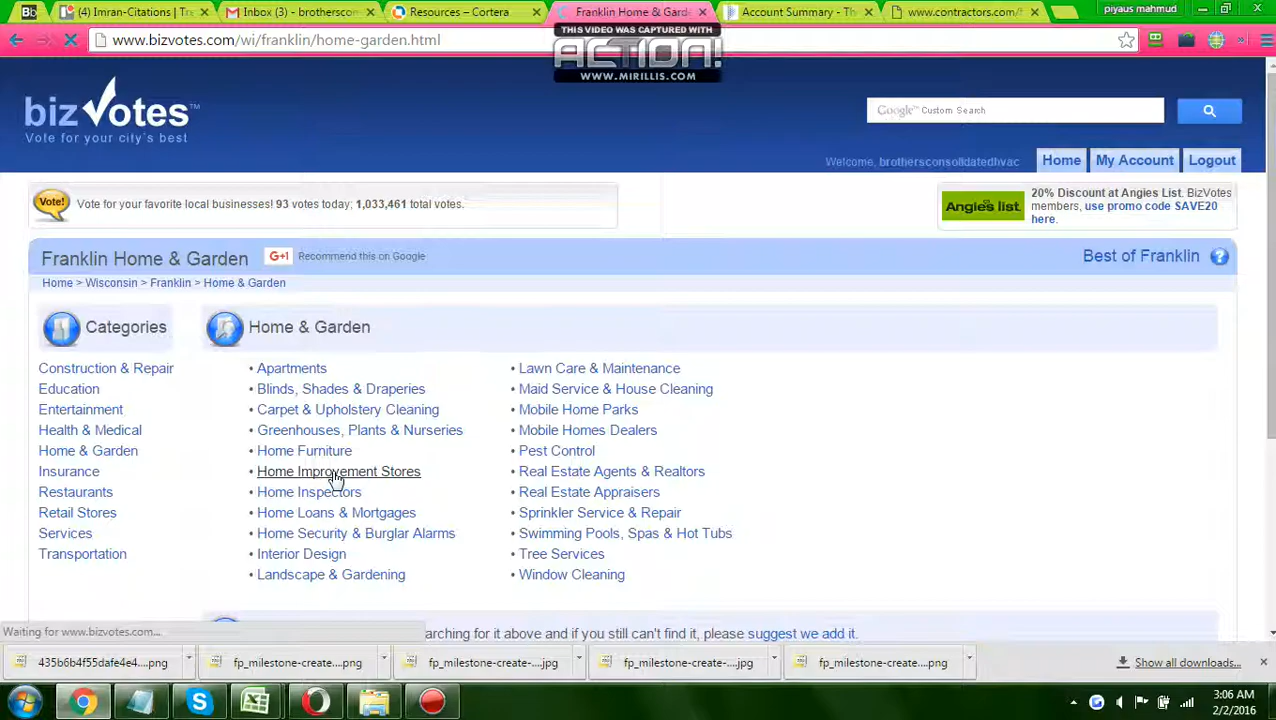 (4) Imran-Citations | Tr
Inbox (3) - brotherscon
Resources – Cortera
Franklin Home & Gard
Account Summary - Th
www.contractors.com/
piyaus mahmud
www.bizvotes.com/wi/franklin/home-garden.html
THIS VIDEO WAS CAPTURED WITH
ACTION!
WWW.MIRILLIS.COM
bizVotes™
Vote for your city's best
Google Custom Search
Welcome, brothersconsolidatedhvac
Home
My Account
Logout
Vote!
Vote for your favorite local businesses! 93 votes today; 1,033,461 total votes.
Angie's list
20% Discount at Angies List. BizVotes
members, use promo code SAVE20
here.
Franklin Home & Garden
G+1
Recommend this on Google
Best of Franklin
?
Home > Wisconsin > Franklin > Home & Garden
Categories
Construction & Repair
Education
Entertainment
Health & Medical
Home & Garden
Insurance
Restaurants
Retail Stores
Services
Transportation
Home & Garden
• Apartments
• Blinds, Shades & Draperies
• Carpet & Upholstery Cleaning
• Greenhouses, Plants & Nurseries
• Home Furniture
• Home Improvement Stores
• Home Inspectors
• Home Loans & Mortgages
• Home Security & Burglar Alarms
• Interior Design
• Landscape & Gardening
• Lawn Care & Maintenance
• Maid Service & House Cleaning
• Mobile Home Parks
• Mobile Homes Dealers
• Pest Control
• Real Estate Agents & Realtors
• Real Estate Appraisers
• Sprinkler Service & Repair
• Swimming Pools, Spas & Hot Tubs
• Tree Services
• Window Cleaning
arching for it above and if you still can't find it, please suggest we add it.
Waiting for www.bizvotes.com...
435b6b4f55dafe4e4....png
fp_milestone-create...png
fp_milestone-create-...jpg
fp_milestone-create-...jpg
fp_milestone-create...png
Show all downloads...
3:06 AM
2/2/2016